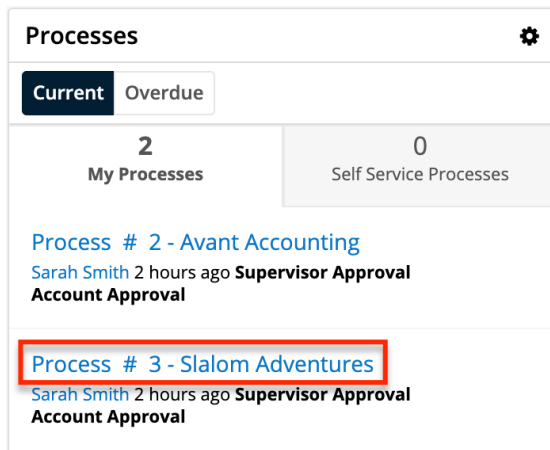 Processes
Current Overdue
2 0
My Processes Self Service Processes
Process # 2 - Avant Accounting
Sarah Smith 2 hours ago Supervisor Approval
Account Approval
Process # 3 - Slalom Adventures
Sarah Smith 2 hours ago Supervisor Approval
Account Approval